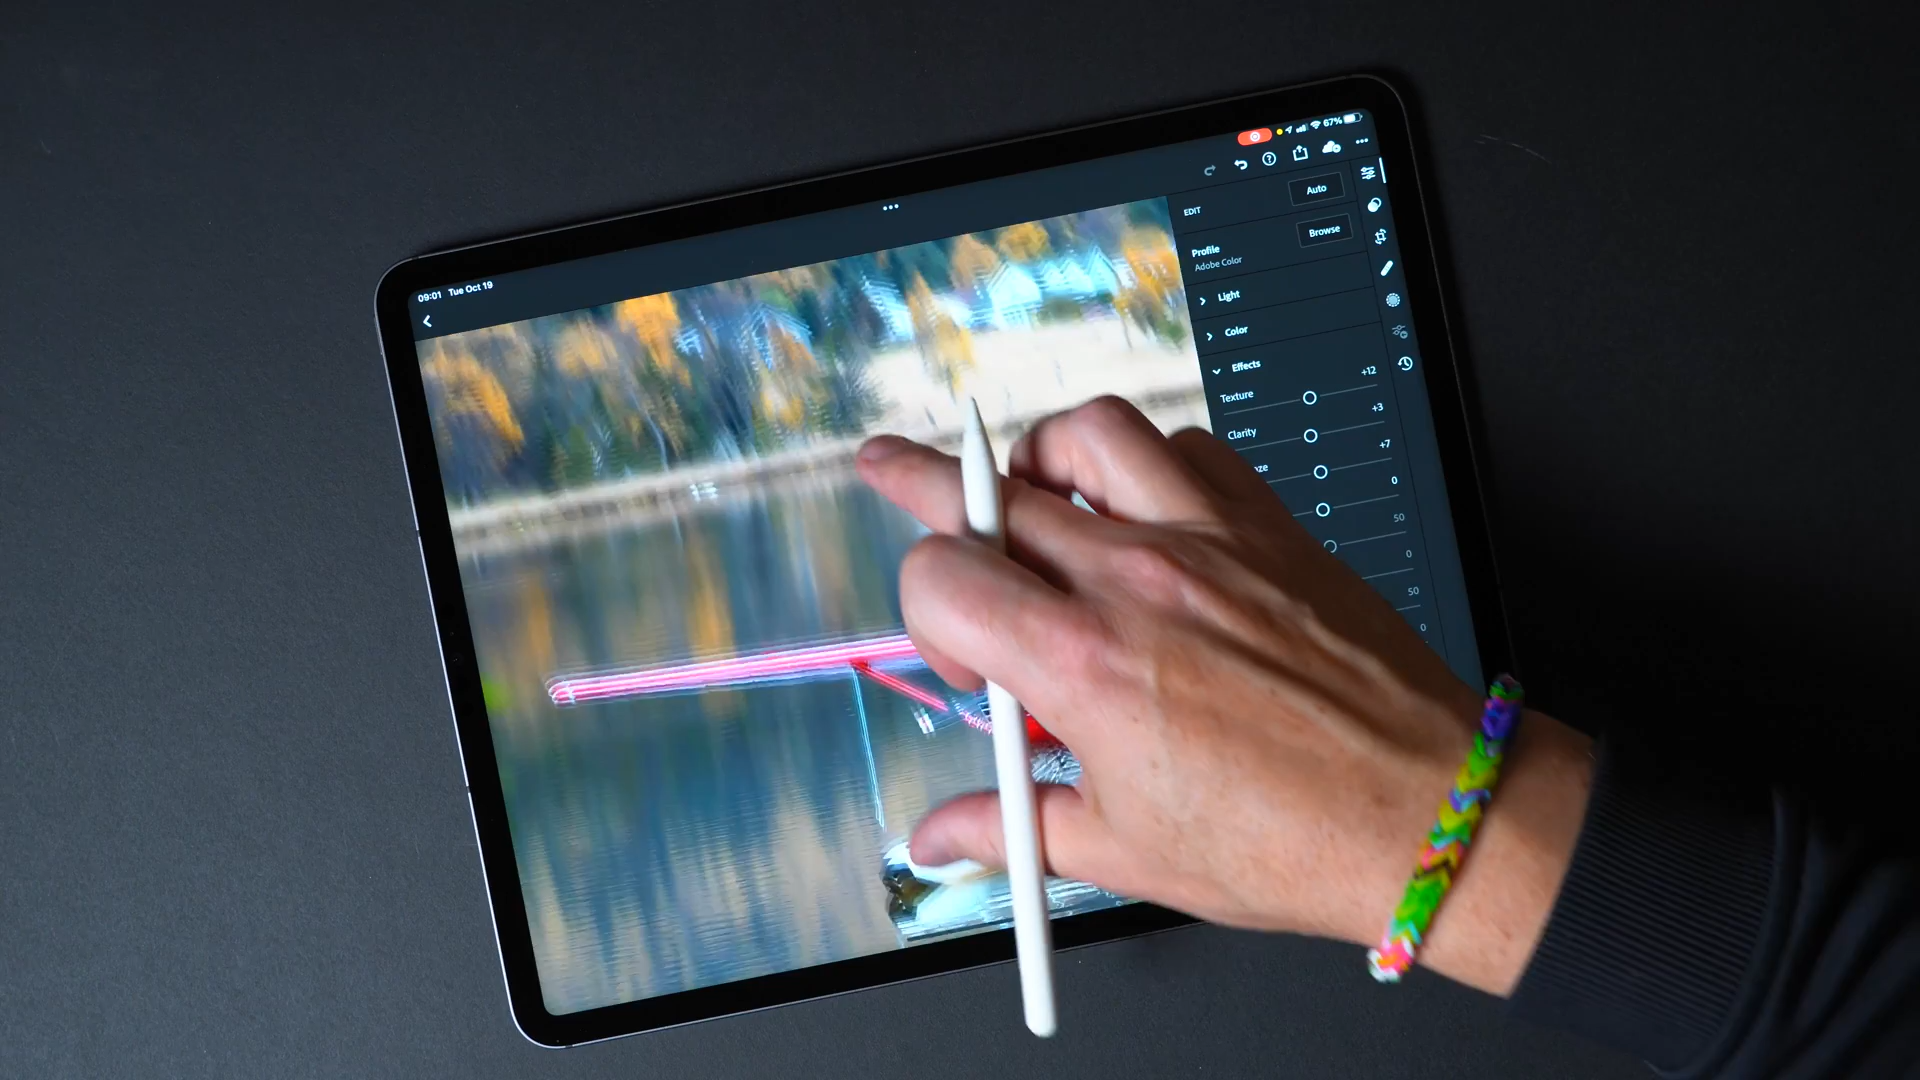 09:01 Tue Oct 19
67%
EDIT
Auto
Profile
Adobe Color
Browse
Light
Color
Effects
Texture +12
Clarity +3
ze +7
0
50
0
50
0